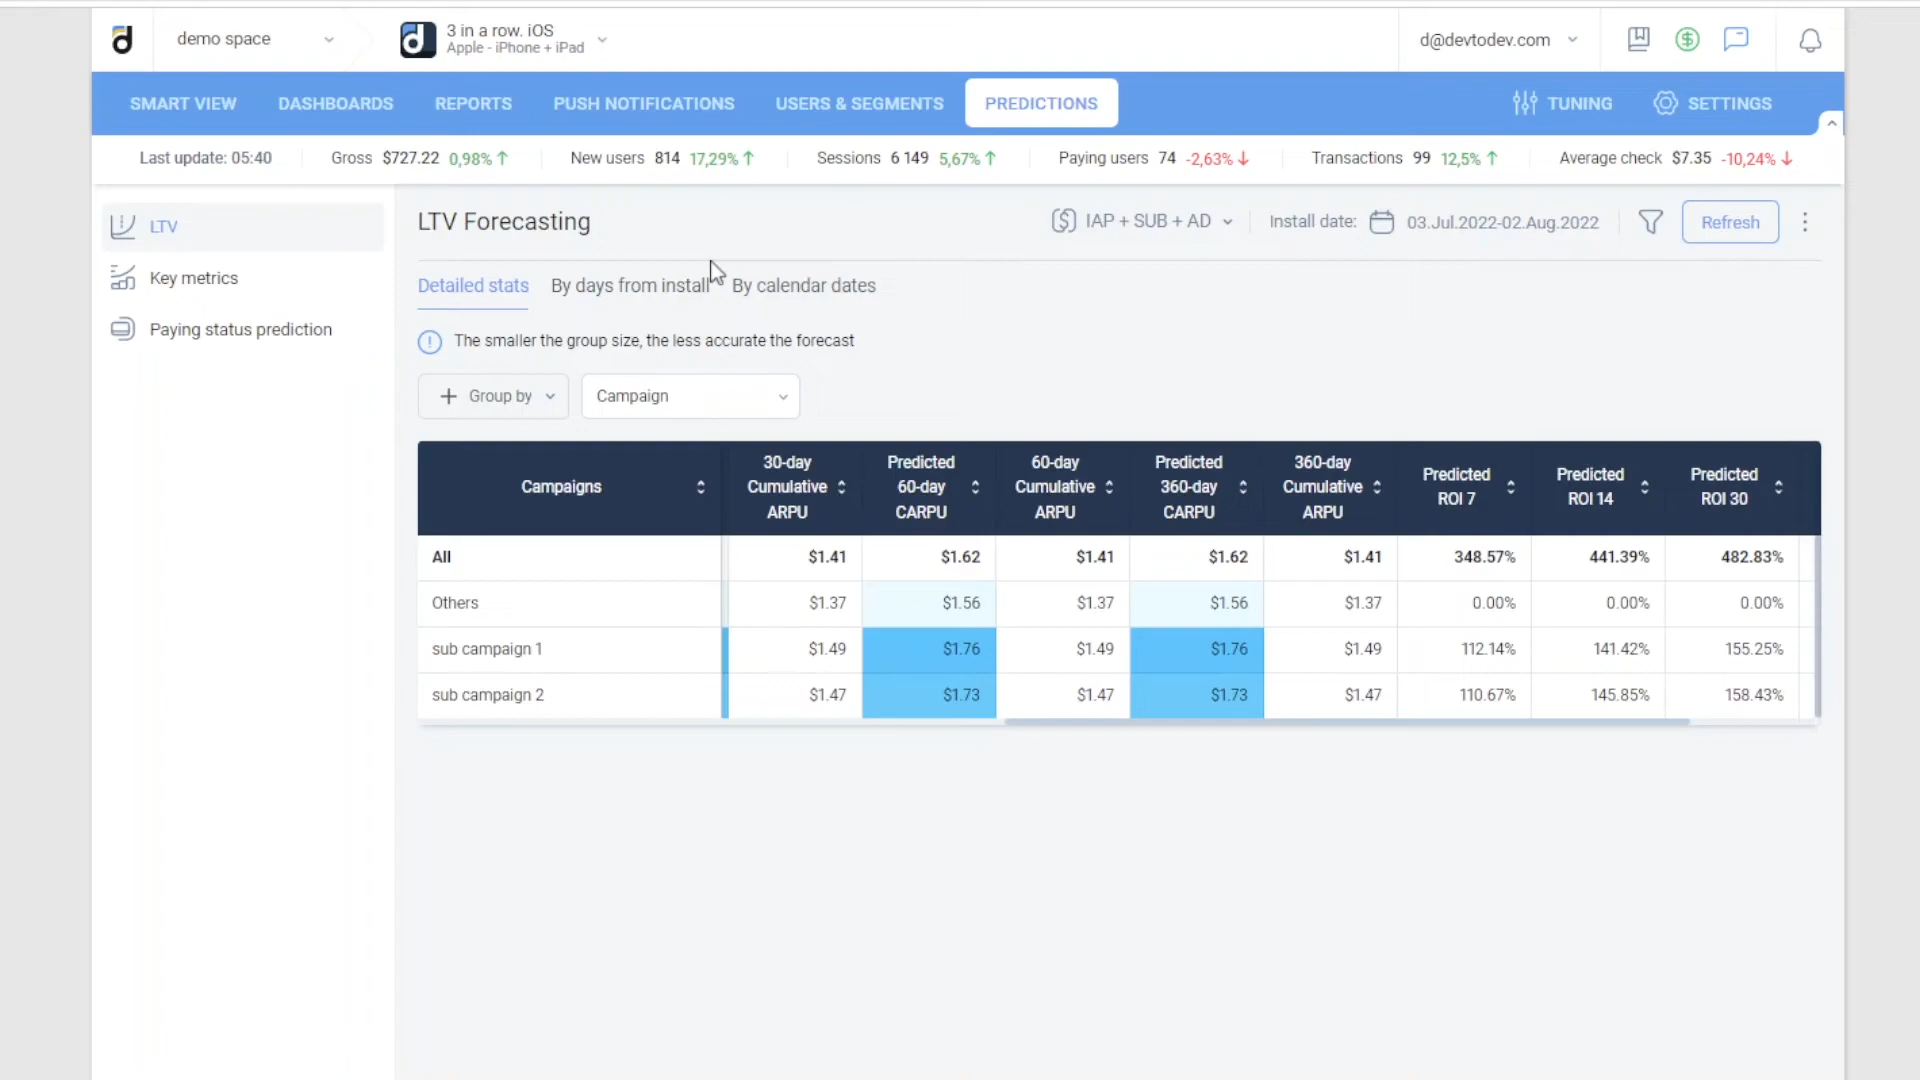 demo space
3 in a row. iOS
Apple - iPhone + iPad
d@devtodev.com
SMART VIEW
DASHBOARDS
REPORTS
PUSH NOTIFICATIONS
USERS & SEGMENTS
PREDICTIONS
TUNING
SETTINGS
Last update: 05:40
Gross $727.22 0,98%
New users 814 17,29%
Sessions 6 149 5,67%
Paying users 74 -2,63%
Transactions 99 12,5%
Average check $7.35 -10,24%
LTV
Key metrics
Paying status prediction
LTV Forecasting
IAP + SUB + AD
Install date: 03.Jul.2022-02.Aug.2022
Refresh
Detailed stats
By days from install
By calendar dates
The smaller the group size, the less accurate the forecast
Group by
Campaign
Campaigns
30-day
Cumulative
ARPU
Predicted
60-day
CARPU
60-day
Cumulative
ARPU
Predicted
360-day
CARPU
360-day
Cumulative
ARPU
Predicted
ROI 7
Predicted
ROI 14
Predicted
ROI 30
All $1.41 $1.62 $1.41 $1.62 $1.41 348.57% 441.39% 482.83%
Others $1.37 $1.56 $1.37 $1.56 $1.37 0.00% 0.00% 0.00%
sub campaign 1 $1.49 $1.76 $1.49 $1.76 $1.49 112.14% 141.42% 155.25%
sub campaign 2 $1.47 $1.73 $1.47 $1.73 $1.47 110.67% 145.85% 158.43%